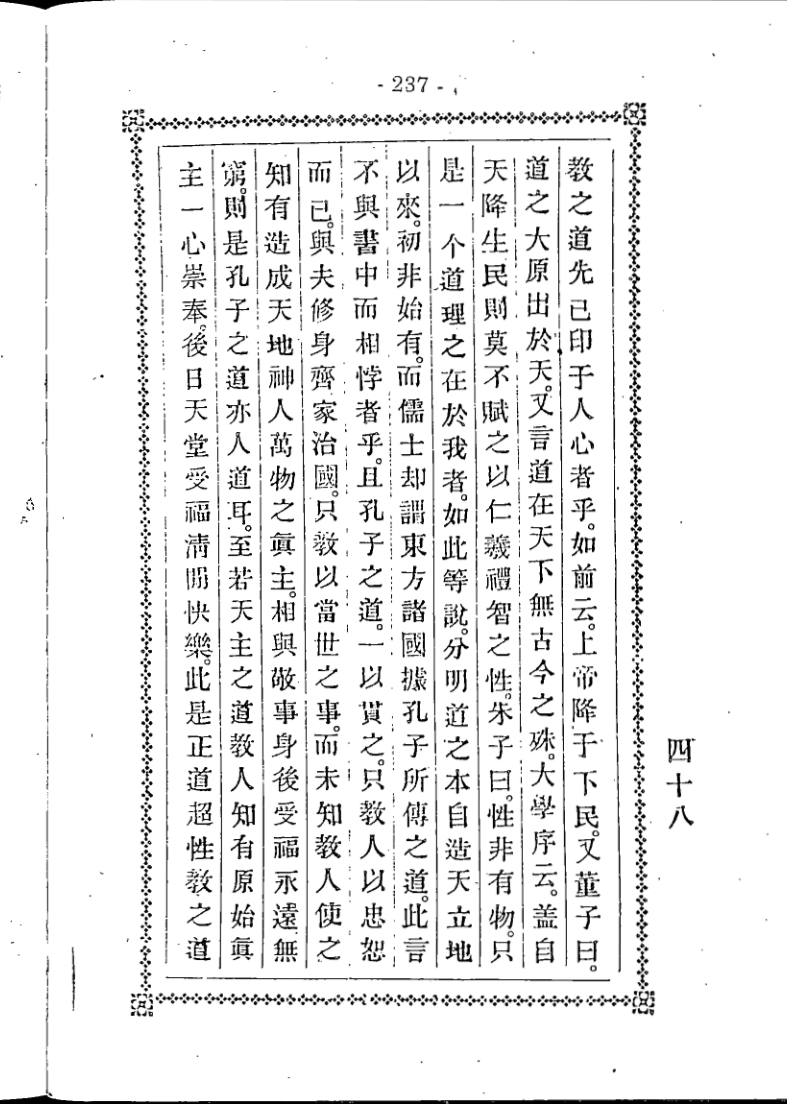 - 237 -
教之道先已印于人心者乎。如前云。上帝降于下民。又董子曰。
道之大原出於天。又言道在天下無古今之殊。大學序云。盖自
天降生民則莫不賦之以仁義禮智之性。朱子曰。性非有物。只
是一个道理之在於我者。如此等說。分明道之本自造天立地
以來。初非始有。而儒士却謂東方諸國據孔子所傳之道。此言
不與書中而相悖者乎。且孔子之道。一以貫之。只教人以忠恕
而已。與夫修身齊家治國。只教以當世之事。而未知教人使之
知有造成天地神人萬物之眞主。相與敬事身後受福永遠無
窮。則是孔子之道亦人道耳。至若天主之道教人知有原始眞
主一心崇奉。後日天堂受福淸閒快樂。此是正道超性教之道
四十八